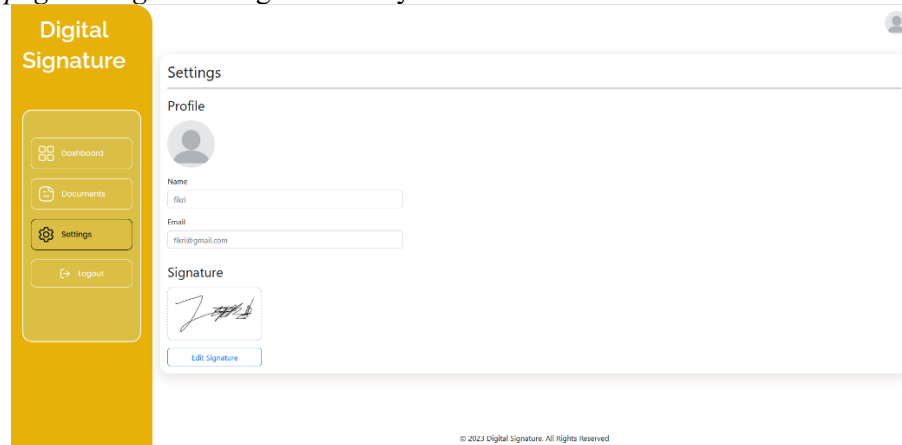 Digital
Signature
Dashboard
Documents
Settings
Logout
Settings
Profile
Name
fikri
Email
fikri@gmail.com
Signature
Edit Signature
© 2023 Digital Signature. All Rights Reserved